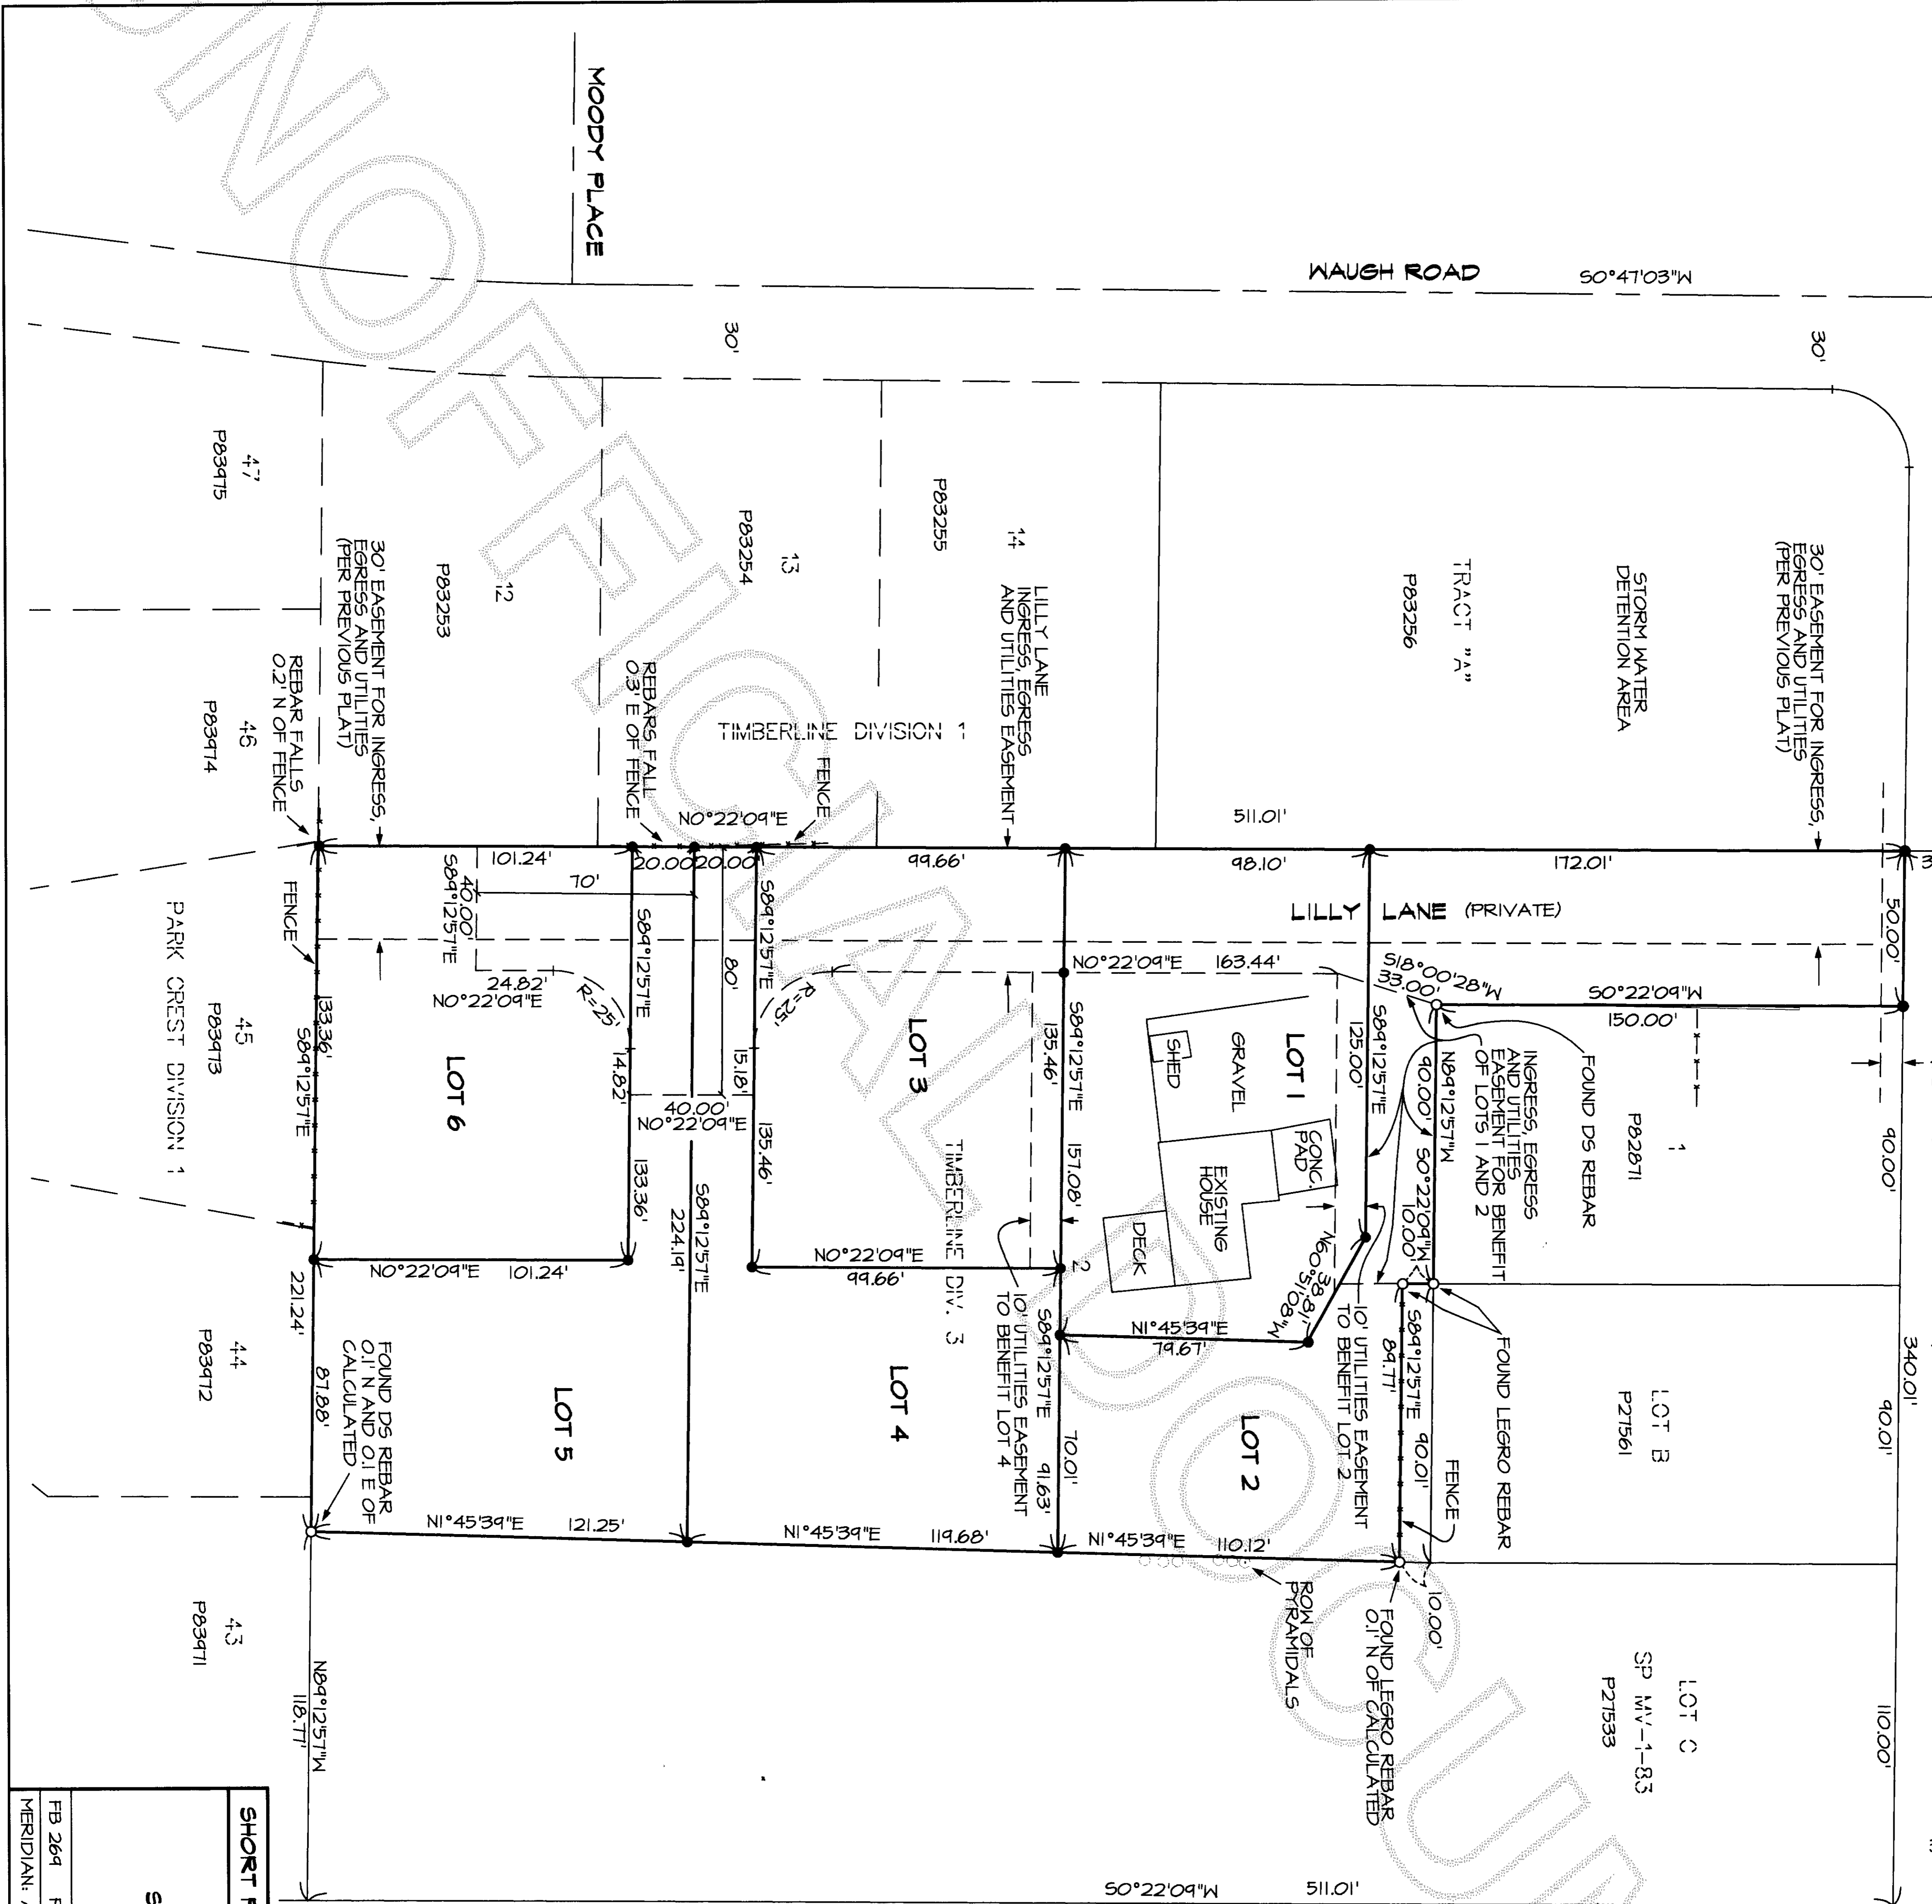 MOODY PLACE
WAUGH ROAD
S0°47'03"W
30'
30'
47
P83975
30' EASEMENT FOR INGRESS,
EGRESS AND UTILITIES
(PER PREVIOUS PLAT)
12
P83253
13
P83254
14
P83255
LILLY LANE
INGRESS, EGRESS
AND UTILITIES EASEMENT
TRACT "A"
P83256
STORM WATER
DETENTION AREA
30' EASEMENT FOR INGRESS,
EGRESS AND UTILITIES
(PER PREVIOUS PLAT)
46
P83974
REBAR FALLS
0.2' N OF FENCE
REBARS FALL
0.3' E OF FENCE
TIMBERLINE DIVISION 1
FENCE
N0°22'09"E
511.01'
101.24'
20.00
20.00
99.66'
98.10'
172.01'
50.00'
70'
40.00'
S89°12'57"E
S89°12'57"E
80'
S89°12'57"E
LILLY LANE (PRIVATE)
FENCE
24.82'
N0°22'09"E
R=25'
R=25'
N0°22'09"E 163.44'
S18°00'28"W
33.00'
S0°22'09"W
150.00'
PARK CREST DIVISION 1
45
P83973
133.36'
S89°12'57"E
LOT 6
14.82'
15.18'
LOT 3
135.46'
S89°12'57"E
SHED
GRAVEL
LOT 1
S89°12'57"E
125.00'
N89°12'57"W
90.00'
INGRESS, EGRESS
AND UTILITIES
EASEMENT FOR BENEFIT
OF LOTS 1 AND 2
FOUND DS REBAR
1
P82871
90.00'
40.00'
N0°22'09"E
135.46'
133.36'
157.08'
CONC.
PAD
EXISTING
HOUSE
DECK
S0°22'09"W
10.00'
TIMBERLINE DIV. 3
2
N0°22'09"E 101.24'
S89°12'57"E
224.19'
N0°22'09"E
99.66'
10' UTILITIES EASEMENT
TO BENEFIT LOT 4
N60°51'08"W
38.81'
10' UTILITIES EASEMENT
TO BENEFIT LOT 2
FOUND LEGRO REBAR
221.24'
44
P83972
87.88'
FOUND DS REBAR
0.1' N AND 0.1 E OF
CALCULATED
LOT 5
LOT 4
S89°12'57"E 91.63'
70.01'
N1°45'39"E
79.67'
LOT 2
S89°12'57"E 90.01'
89.77'
FENCE
LOT B
P27561
340.01'
90.01'
N1°45'39"E 121.25'
N1°45'39"E 119.68'
N1°45'39"E 110.12'
10.00'
ROW OF
PYRAMIDALS
FOUND LEGRO REBAR
0.1' N OF CALCULATED
LOT C
SP MV-1-83
P27533
110.00'
43
P83971
N89°12'57"W
118.77'
S0°22'09"W 511.01'
SHORT
FB 269
MERIDIAN:
UNOFFICIAL DOCUM